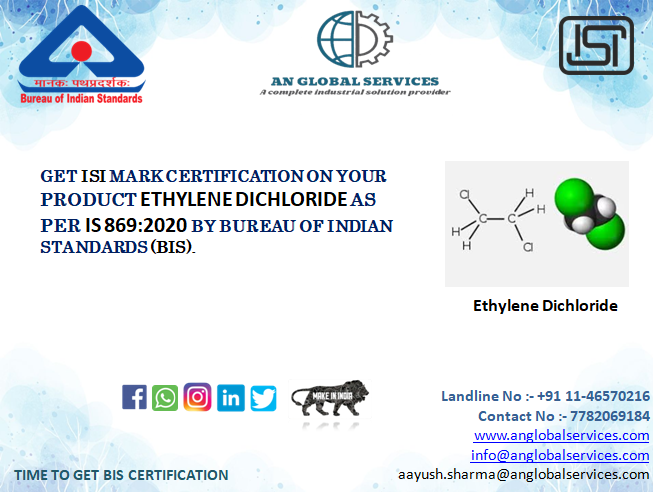 मानकः पथप्रदर्शकः
Bureau of Indian Standards
AN GLOBAL SERVICES
A complete industrial solution provider
ISI
GET ISI MARK CERTIFICATION ON YOUR
PRODUCT ETHYLENE DICHLORIDE AS
PER IS 869:2020 BY BUREAU OF INDIAN
STANDARDS (BIS).
Cl H
C C H
H
H Cl
Ethylene Dichloride
MAKE IN INDIA
Landline No :- +91 11-46570216
Contact No :- 7782069184
www.anglobalservices.com
info@anglobalservices.com
aayush.sharma@anglobalservices.com
TIME TO GET BIS CERTIFICATION